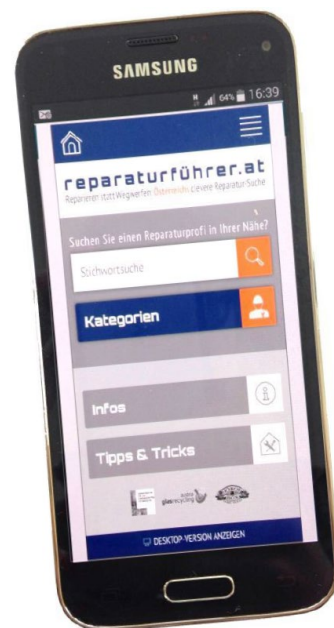 SAMSUNG
64% 16:39
reparaturführer.at
Reparieren statt Wegwerfen Österreichs clevere Reparatur-Suche
Suchen Sie einen Reparaturprofi in Ihrer Nähe?
Stichwortsuche
Kategorien
Infos
Tipps & Tricks
glasrecycling
DESKTOP-VERSION ANZEIGEN